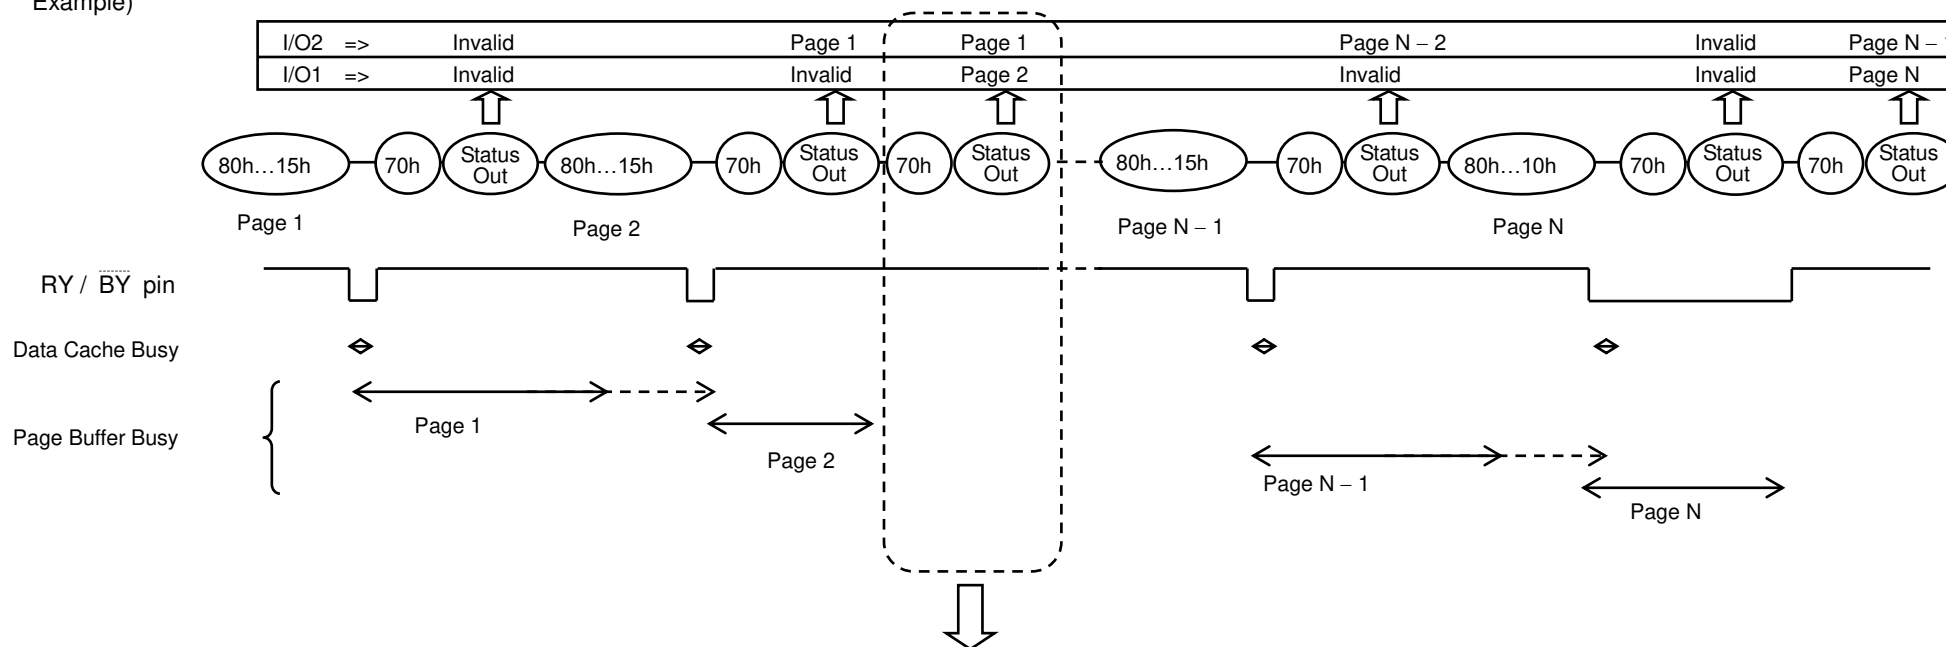 Example)
I/O2 => Invalid Page 1 Page 1 Page N − 2 Invalid Page N −
I/O1 => Invalid Invalid Page 2 Invalid Invalid Page N
80h…15h 70h Status Out 80h…15h 70h Status Out 70h Status Out 80h…15h 70h Status Out 80h…10h 70h Status Out 70h Status Out
Page 1 Page 2 Page N − 1 Page N
RY / BY pin
Data Cache Busy
Page Buffer Busy
Page 1
Page 2
Page N − 1
Page N